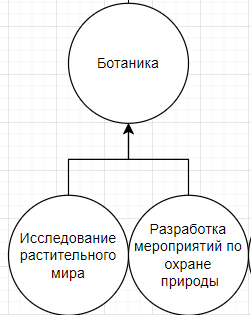 Ботаника
Исследование
растительного
мира
Разработка
мероприятий по
охране
природы